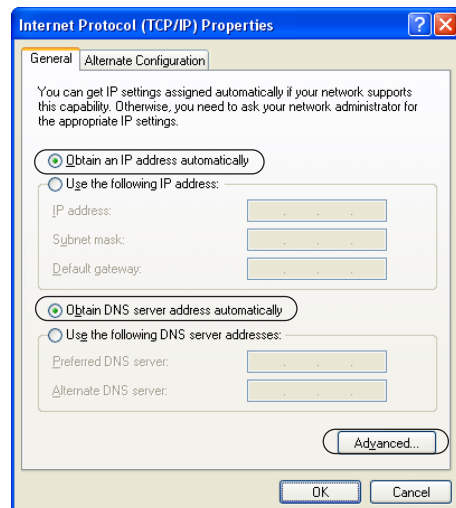 Internet Protocol (TCP/IP) Properties
General
Alternate Configuration
You can get IP settings assigned automatically if your network supports
this capability. Otherwise, you need to ask your network administrator for
the appropriate IP settings.
Obtain an IP address automatically
Use the following IP address:
IP address:
Subnet mask:
Default gateway:
Obtain DNS server address automatically
Use the following DNS server addresses:
Preferred DNS server:
Alternate DNS server:
Advanced...
OK
Cancel